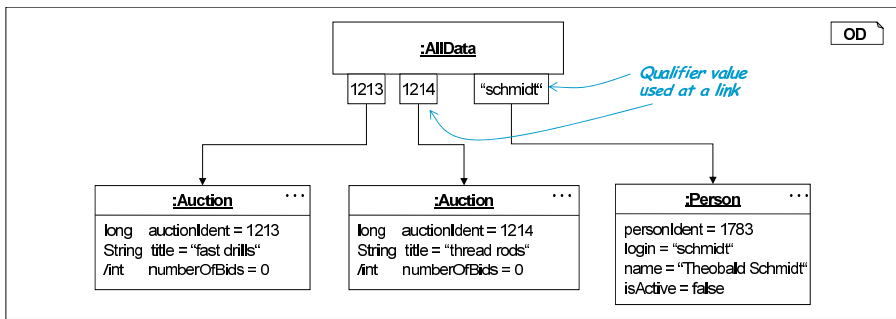 OD
:AllData
1213 1214 “schmidt“
Qualifier value
used at a link
:Auction ...
long auctionIdent = 1213
String title = “fast drills“
/int numberOfBids = 0
:Auction ...
long auctionIdent = 1214
String title = “thread rods“
/int numberOfBids = 0
:Person ...
personIdent = 1783
login = “schmidt“
name = “Theobald Schmidt“
isActive = false